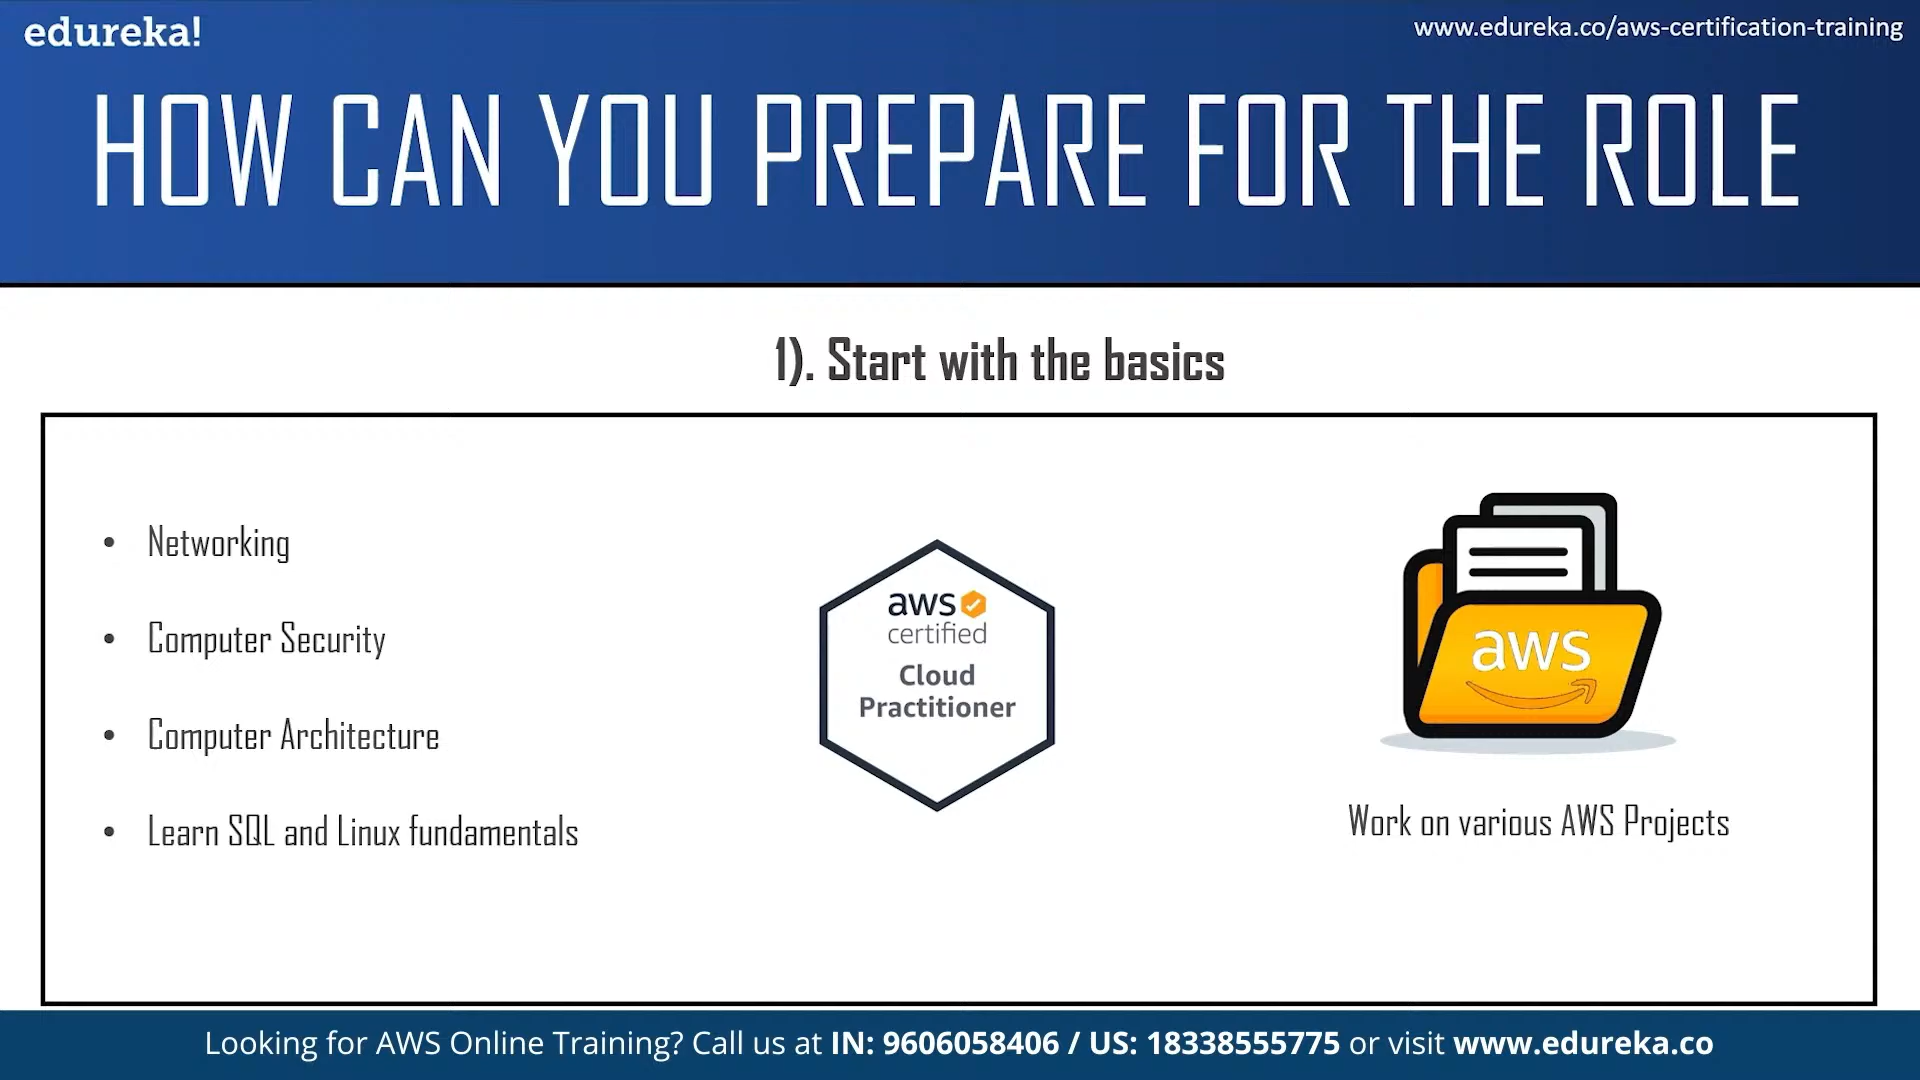 edureka!
www.edureka.co/aws-certification-training
HOW CAN YOU PREPARE FOR THE ROLE
1). Start with the basics
• Networking
• Computer Security
• Computer Architecture
• Learn SQL and Linux fundamentals
aws
certified
Cloud
Practitioner
aws
Work on various AWS Projects
Looking for AWS Online Training? Call us at IN: 9606058406 / US: 18338555775 or visit www.edureka.co